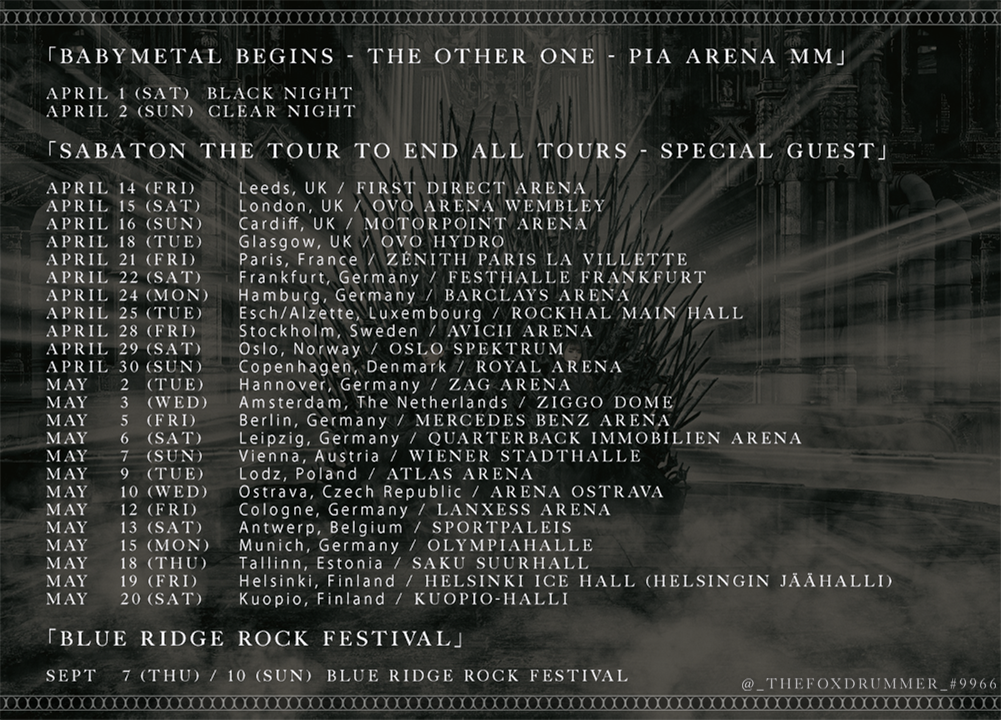 「BABYMETAL BEGINS - THE OTHER ONE - PIA ARENA MM」
APRIL 1 (SAT) BLACK NIGHT
APRIL 2 (SUN) CLEAR NIGHT
「SABATON THE TOUR TO END ALL TOURS - SPECIAL GUEST」
APRIL 14 (FRI) Leeds, UK / FIRST DIRECT ARENA
APRIL 15 (SAT) London, UK / OVO ARENA WEMBLEY
APRIL 16 (SUN) Cardiff, UK / MOTORPOINT ARENA
APRIL 18 (TUE) Glasgow, UK / OVO HYDRO
APRIL 21 (FRI) Paris, France / ZÉNITH PARIS LA VILLETTE
APRIL 22 (SAT) Frankfurt, Germany / FESTHALLE FRANKFURT
APRIL 24 (MON) Hamburg, Germany / BARCLAYS ARENA
APRIL 25 (TUE) Esch/Alzette, Luxembourg / ROCKHAL MAIN HALL
APRIL 28 (FRI) Stockholm, Sweden / AVICII ARENA
APRIL 29 (SAT) Oslo, Norway / OSLO SPEKTRUM
APRIL 30 (SUN) Copenhagen, Denmark / ROYAL ARENA
MAY 2 (TUE) Hannover, Germany / ZAG ARENA
MAY 3 (WED) Amsterdam, The Netherlands / ZIGGO DOME
MAY 5 (FRI) Berlin, Germany / MERCEDES BENZ ARENA
MAY 6 (SAT) Leipzig, Germany / QUARTERBACK IMMOBILIEN ARENA
MAY 7 (SUN) Vienna, Austria / WIENER STADTHALLE
MAY 9 (TUE) Lodz, Poland / ATLAS ARENA
MAY 10 (WED) Ostrava, Czech Republic / ARENA OSTRAVA
MAY 12 (FRI) Cologne, Germany / LANXESS ARENA
MAY 13 (SAT) Antwerp, Belgium / SPORTPALEIS
MAY 15 (MON) Munich, Germany / OLYMPIAHALLE
MAY 18 (THU) Tallinn, Estonia / SAKU SUURHALL
MAY 19 (FRI) Helsinki, Finland / HELSINKI ICE HALL (HELSINGIN JÄÄHALLI)
MAY 20 (SAT) Kuopio, Finland / KUOPIO-HALLI
「BLUE RIDGE ROCK FESTIVAL」
SEPT 7 (THU) / 10 (SUN) BLUE RIDGE ROCK FESTIVAL
@_THEFOXDRUMMER_#9966